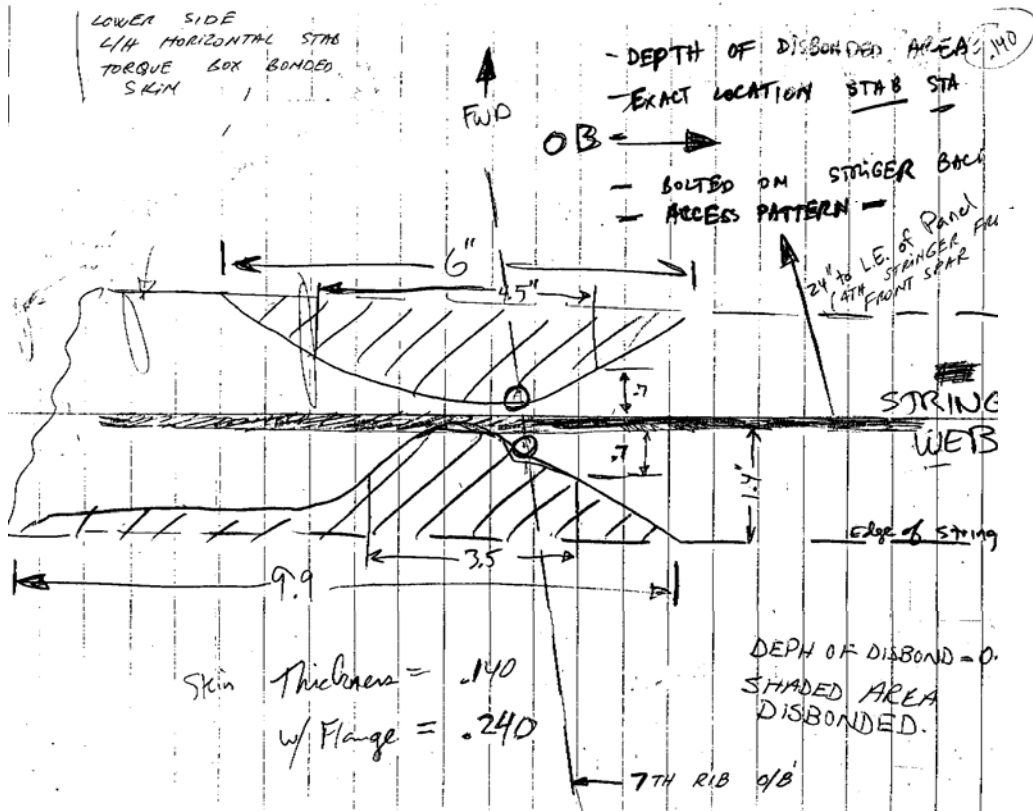 LOWER SIDE
L/H HORIZONTAL STAB
TORQUE BOX BONDED
SKIN
FWD
- DEPTH OF DISBONDED AREA = .140
- EXACT LOCATION STAB STA
OB
- BOLTED ON STRINGER BACK
- ACCESS PATTERN -
24" to L.E. of Panel
(4TH STRINGER FR
FRONT SPAR
6"
4.5"
.7
STRING
WEB
.7
1.4"
Edge of string
3.5
9.9
Skin Thickness = .140
w/ Flange = .240
DEPH OF DISBOND = 0.
SHADED AREA
DISBONDED.
7TH RIB O/B